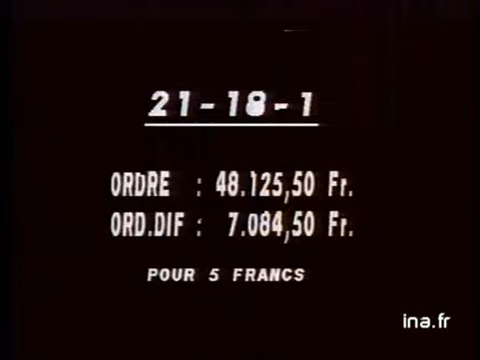 21-18-1
ORDRE : 48.125,50 Fr.
ORD.DIF : 7.084,50 Fr.
POUR 5 FRANCS
ina.fr